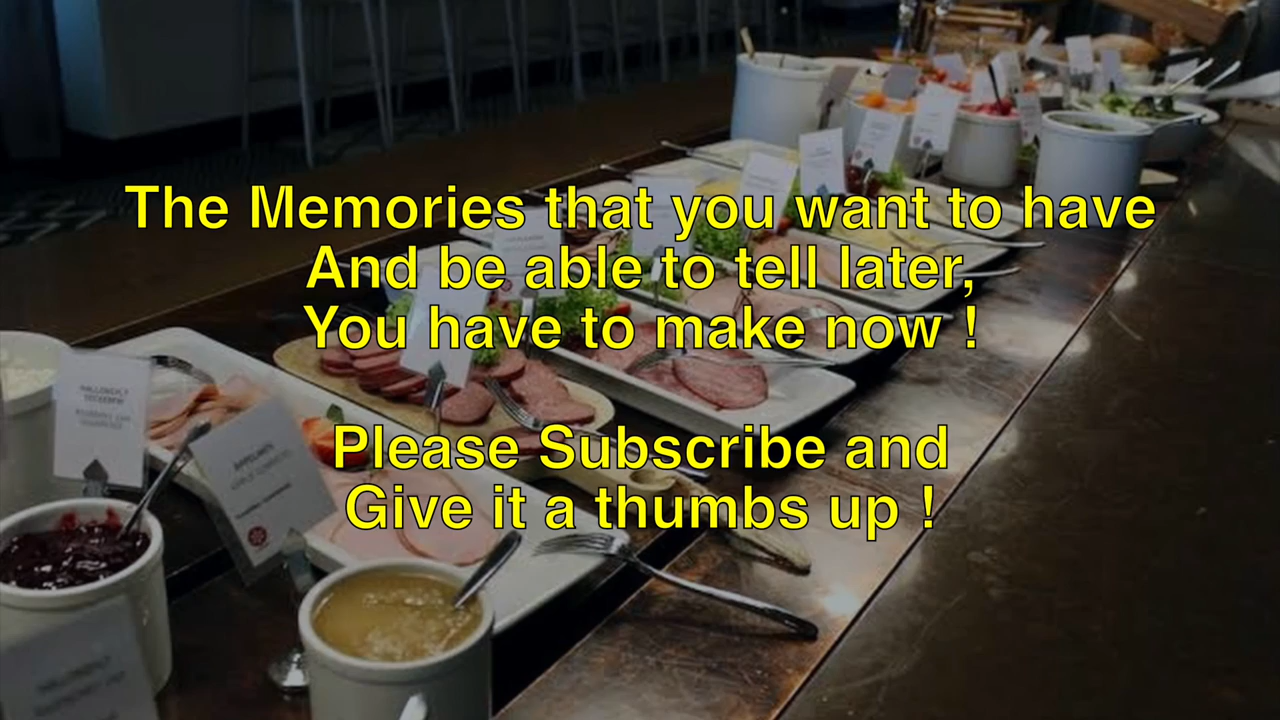 The Memories that you want to have
And be able to tell later,
You have to make now !
Please Subscribe and
Give it a thumbs up !